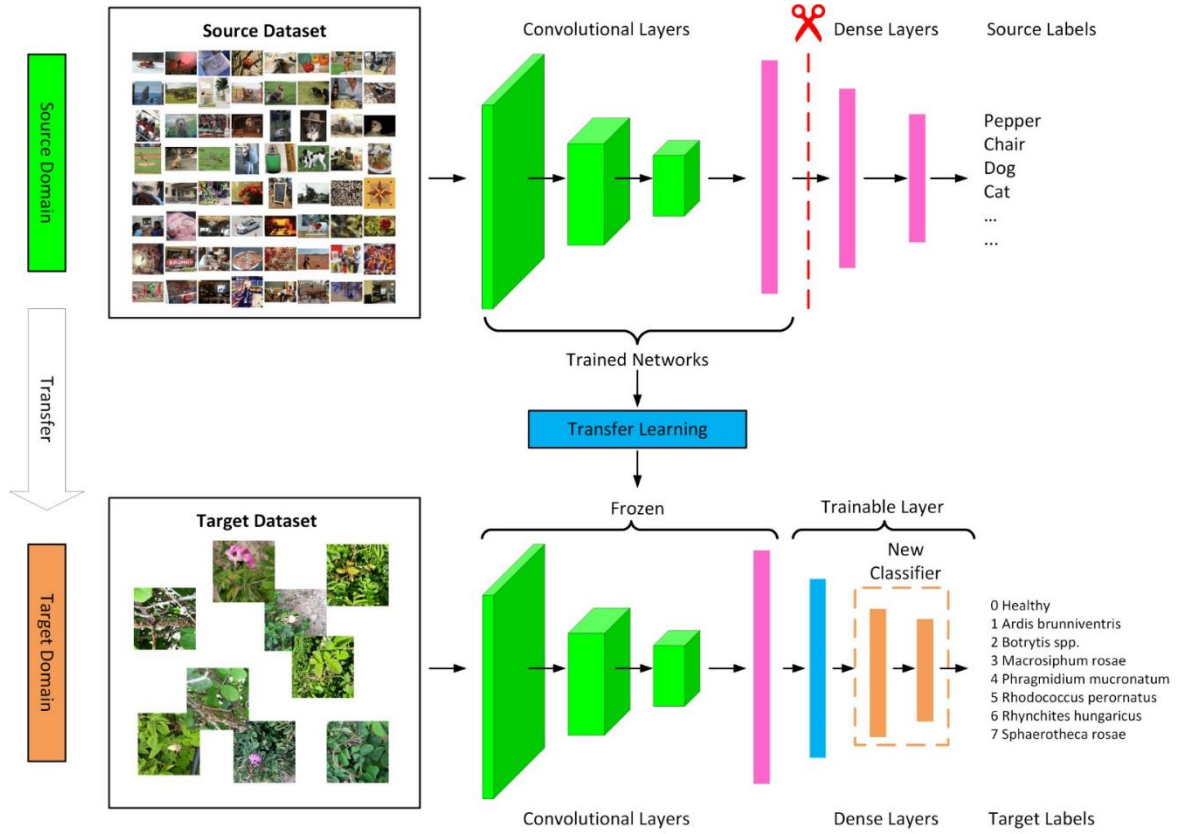 Source Dataset
Convolutional Layers
Dense Layers
Source Labels
Source Domain
Pepper
Chair
Dog
Cat
...
...
Trained Networks
Transfer
Transfer Learning
Target Dataset
Frozen
Trainable Layer
New
Classifier
Target Domain
0 Healthy
1 Ardis brunniventris
2 Botrytis spp.
3 Macrosiphum rosae
4 Phragmidium mucronatum
5 Rhodococcus perornatus
6 Rhynchites hungaricus
7 Sphaerotheca rosae
Convolutional Layers
Dense Layers
Target Labels